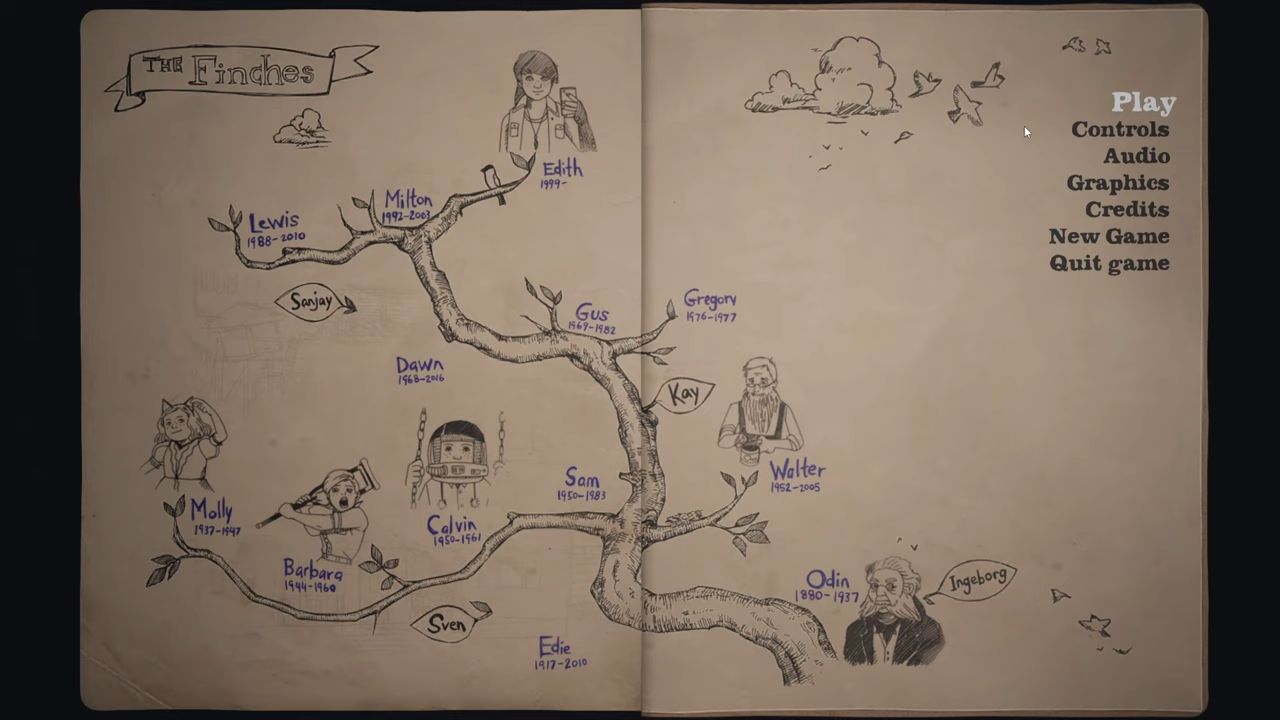 THE Finches
Edith
1999-
Milton
1992-2003
Lewis
1988-2010
Sanjay
Gus
1969-1982
Gregory
1976-1977
Dawn
1968-2016
Kay
Walter
1952-2005
Sam
1950-1983
Calvin
1950-1961
Molly
1937-1947
Barbara
1944-1960
Sven
Edie
1917-2010
Odin
1880-1937
Ingeborg
Play
Controls
Audio
Graphics
Credits
New Game
Quit game